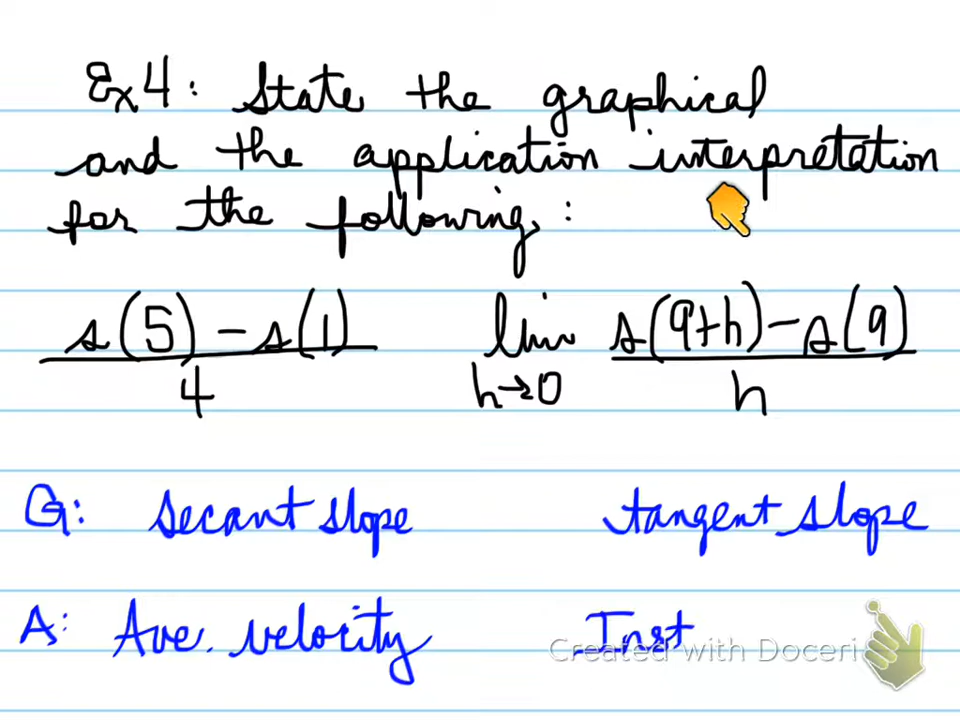 Ex4: State the graphical
and the application interpretation
for the following:
s(5) - s(1) / 4    lim h→0 s(9+h) - s(9) / h
G: Secant slope    tangent slope
A: Ave. velocity    Inst
Created with Doceri